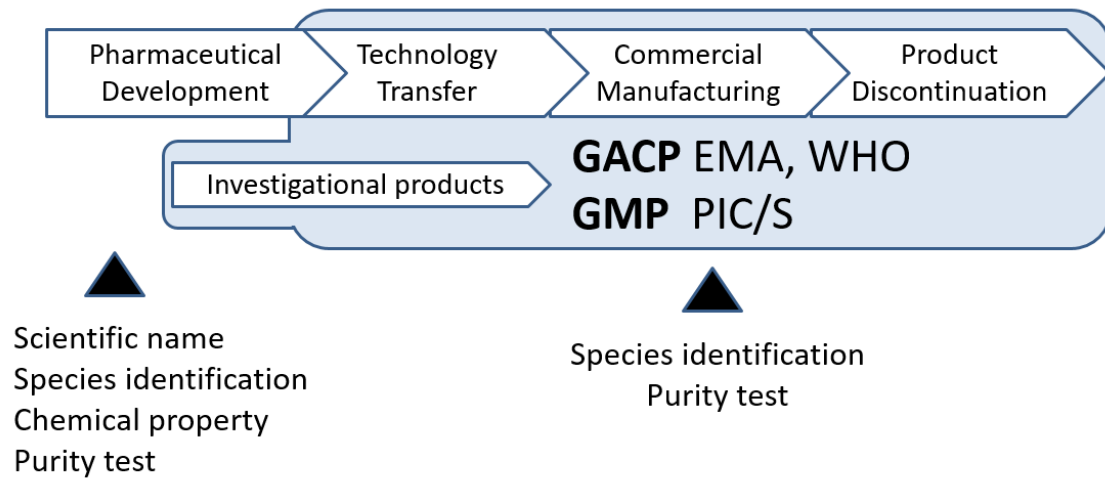 Pharmaceutical
Development
Technology
Transfer
Commercial
Manufacturing
Product
Discontinuation
Investigational products
GACP EMA, WHO
GMP PIC/S
Scientific name
Species identification
Chemical property
Purity test
Species identification
Purity test